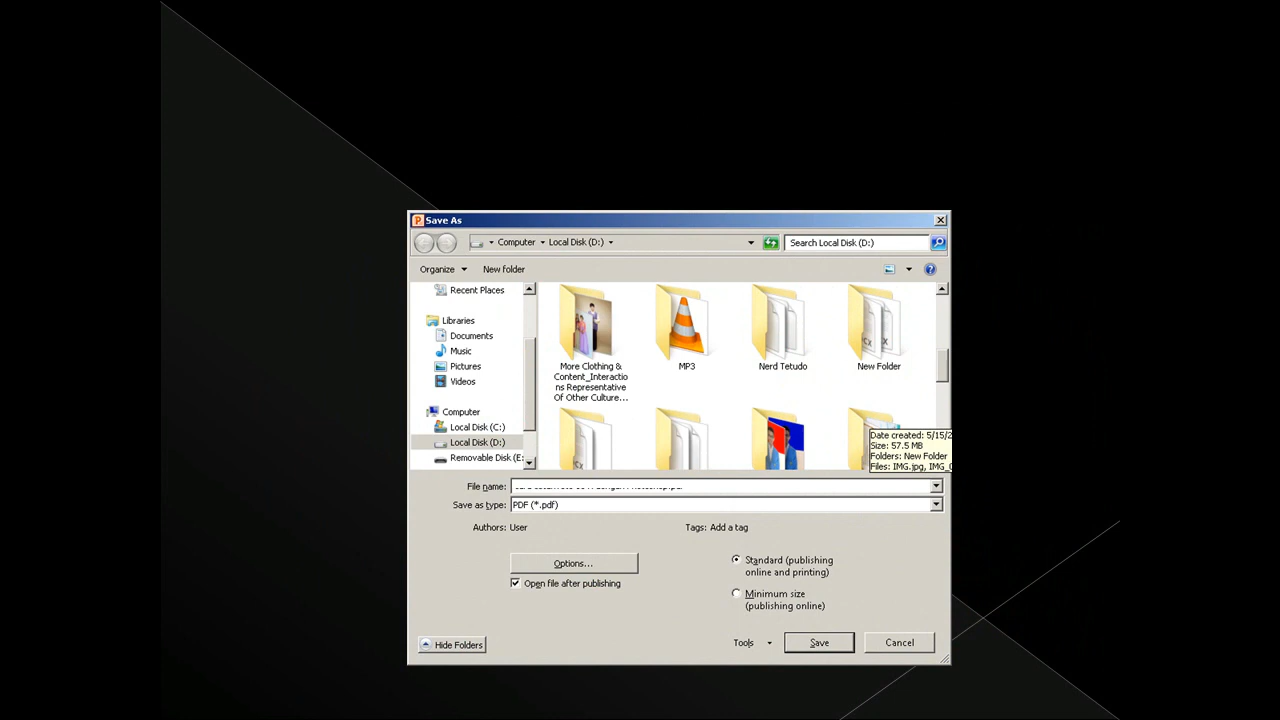 Save As
Computer
Local Disk (D:)
Search Local Disk (D:)
Organize
New folder
Recent Places
Libraries
Documents
Music
Pictures
Videos
Computer
Local Disk (C:)
Local Disk (D:)
Removable Disk (E:
More Clothing &
Content_Interactio
ns Representative
Of Other Culture...
MP3
Nerd Tetudo
New Folder
Date created: 5/15/2
Size: 57.5 MB
Folders: New Folder
Files: IMG.jpg, IMG_0
File name:
Save as type:
PDF (*.pdf)
Authors: User
Tags: Add a tag
Options...
Open file after publishing
Standard (publishing
online and printing)
Minimum size
(publishing online)
Hide Folders
Tools
Save
Cancel